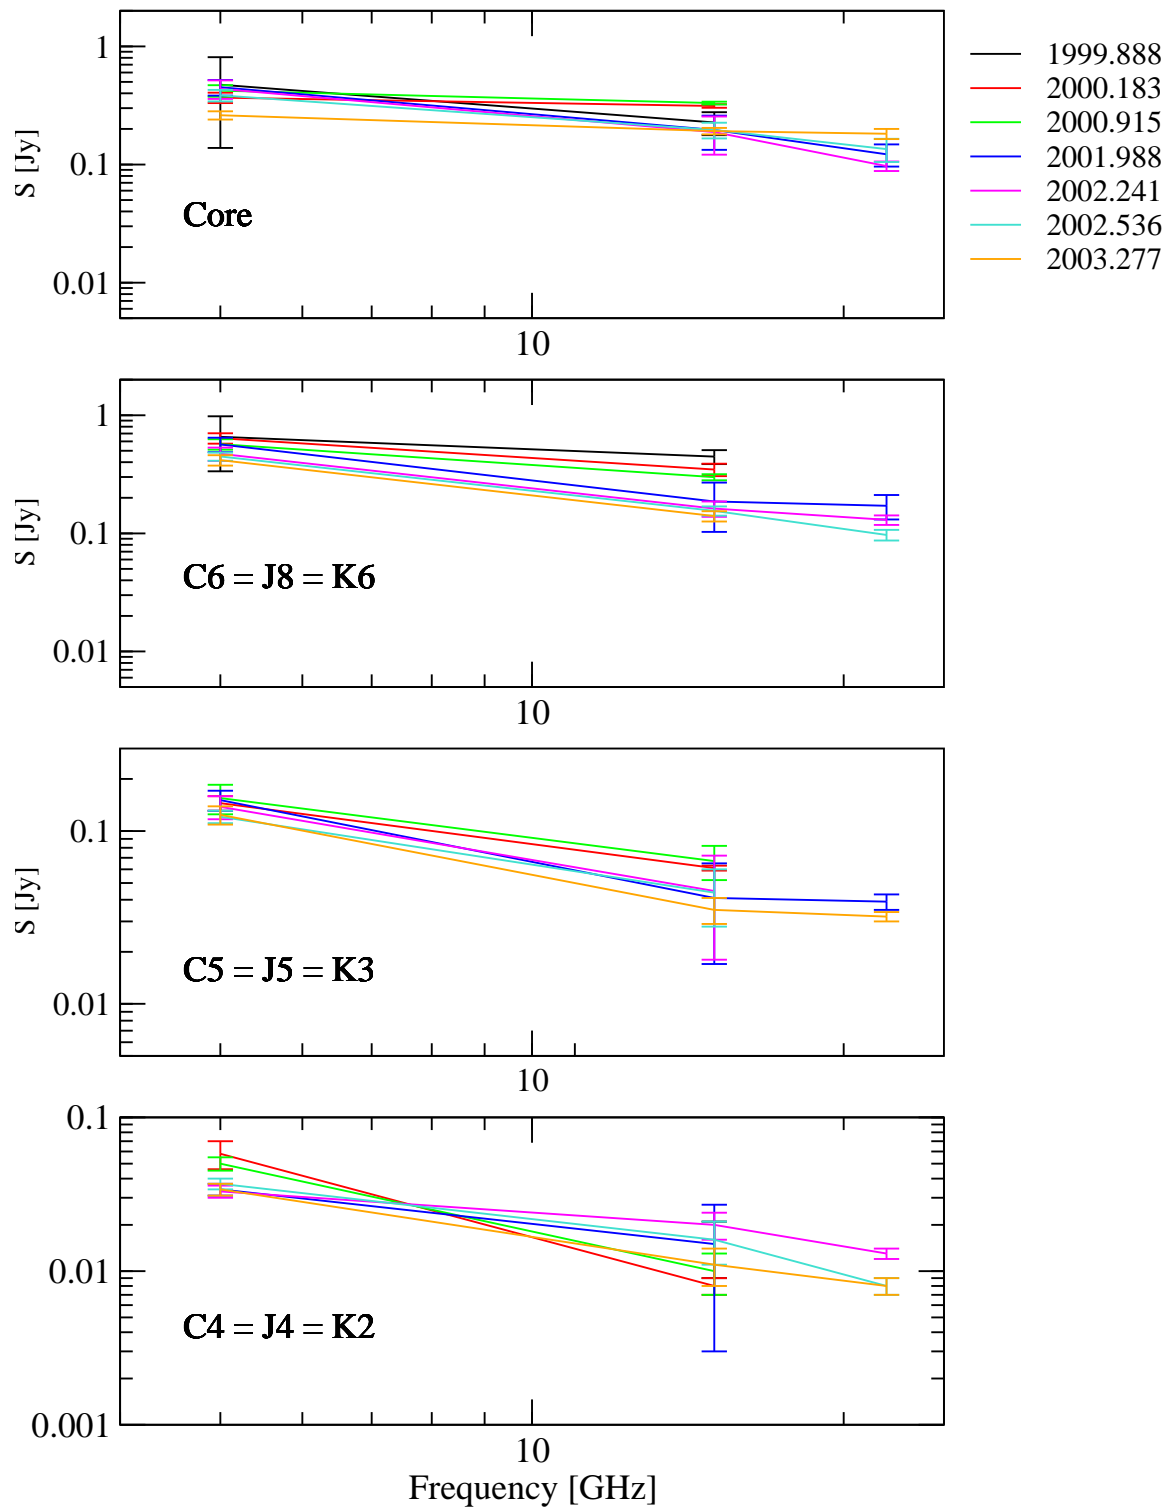 1
0.1
0.01
S [Jy]
Core
10
1999.888
2000.183
2000.915
2001.988
2002.241
2002.536
2003.277
1
0.1
0.01
S [Jy]
C6 = J8 = K6
10
0.1
0.01
S [Jy]
C5 = J5 = K3
10
0.1
0.01
0.001
C4 = J4 = K2
10
Frequency [GHz]